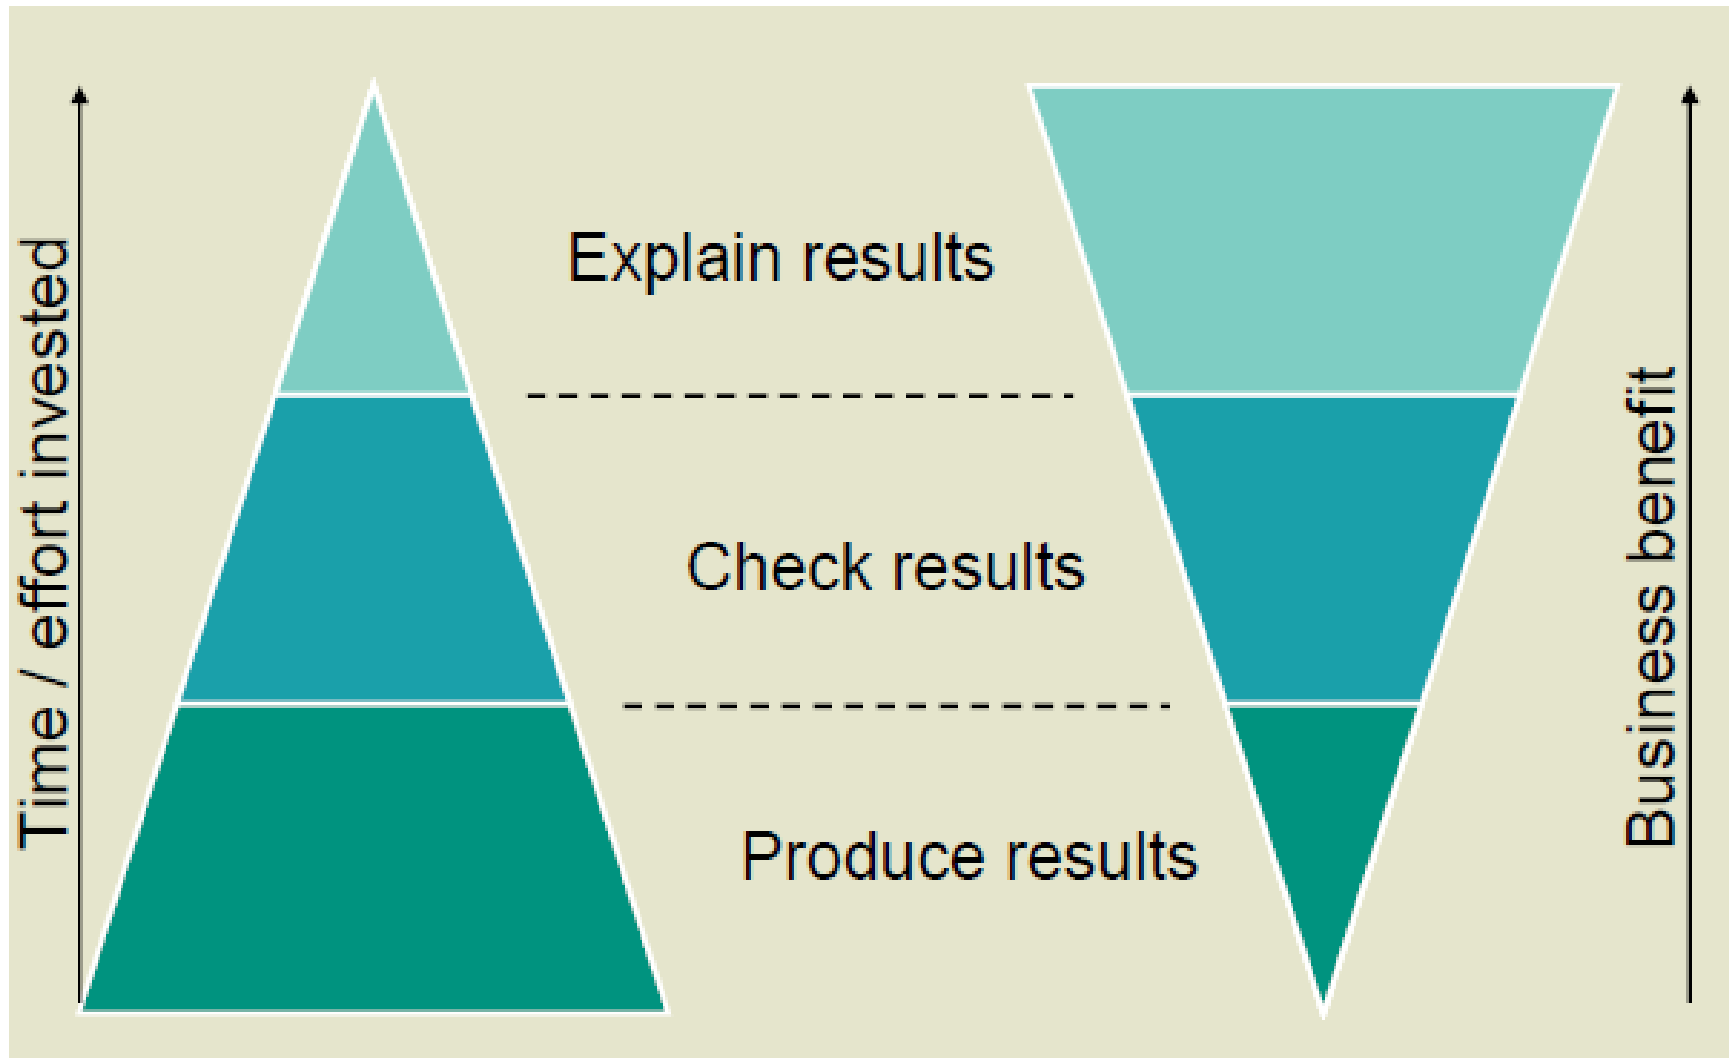 Time / effort invested
Explain results
Check results
Produce results
Business benefit